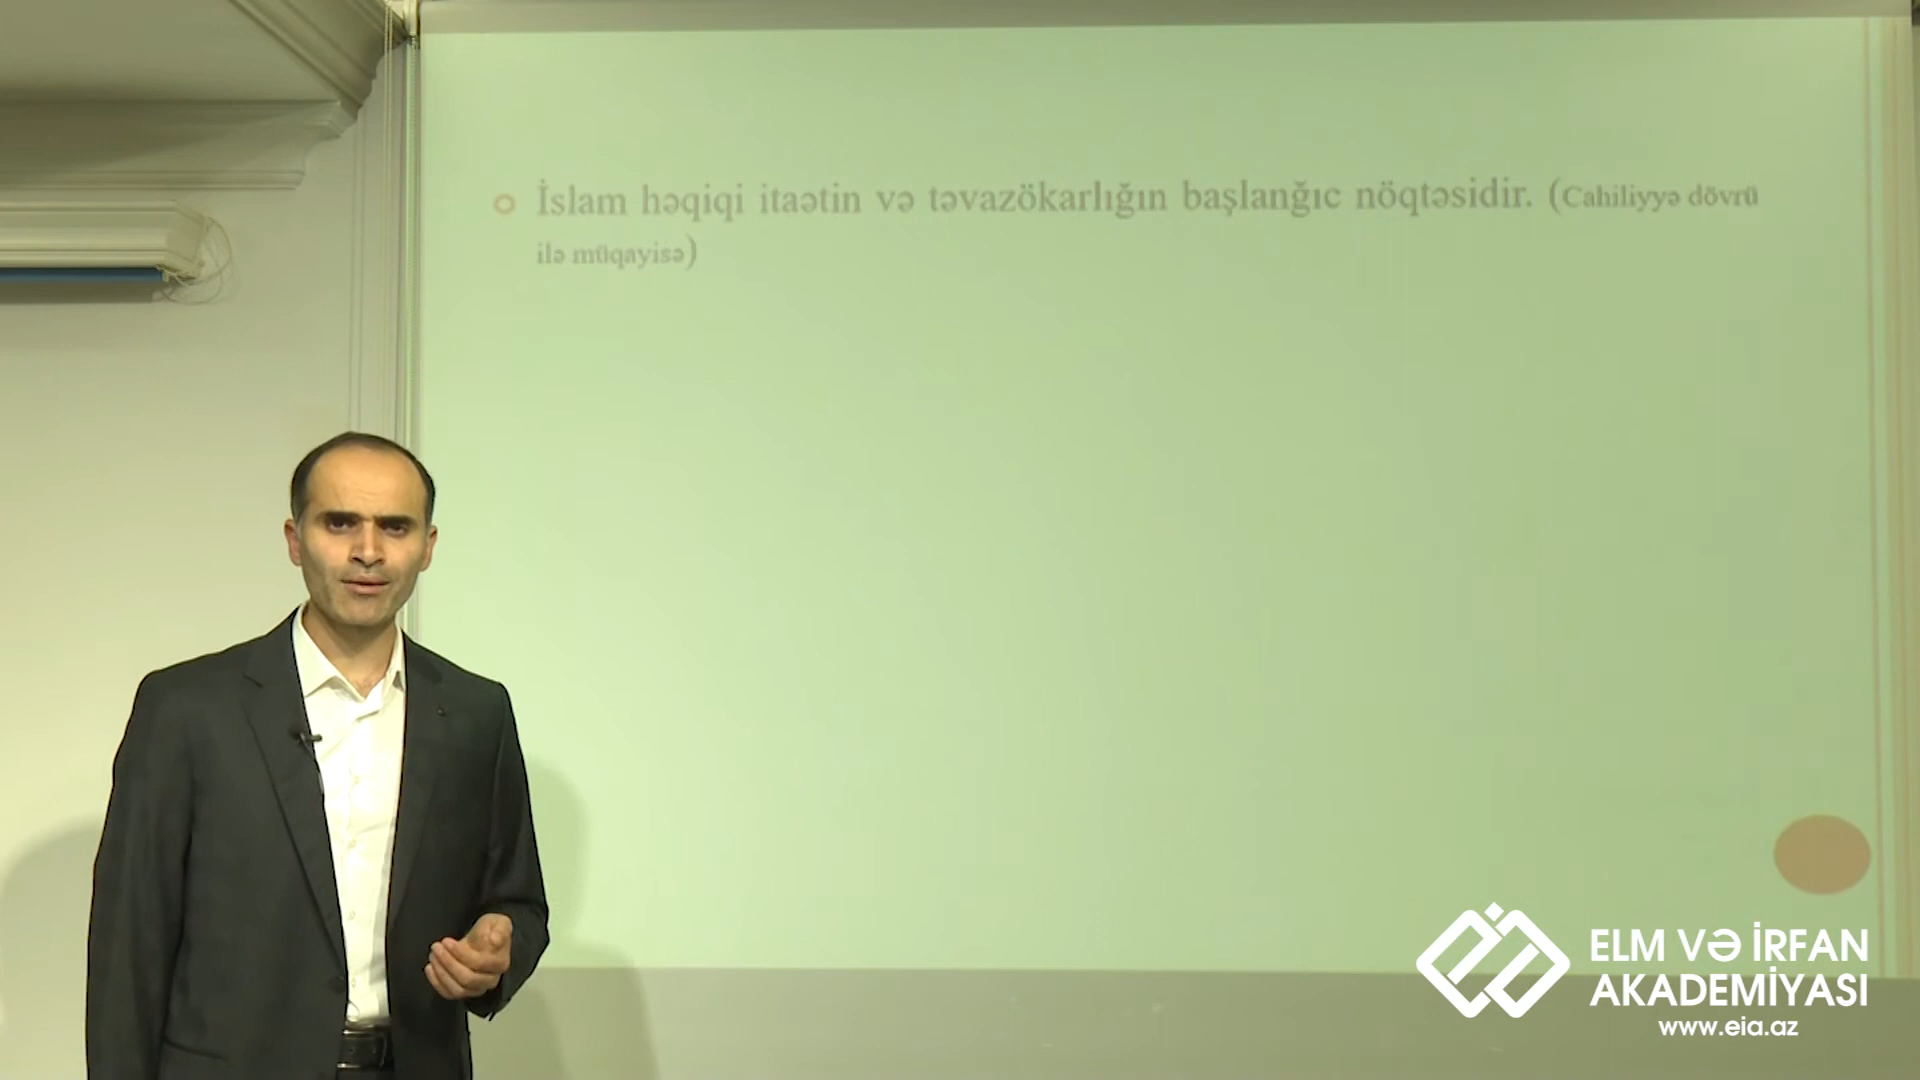 İslam həqiqi itaətin və təvazökarlığın başlanğıc nöqtəsidir. (Cahiliyyə dövrü
ilə müqayisə)
ELM VƏ İRFAN
AKADEMİYASI
www.eia.az